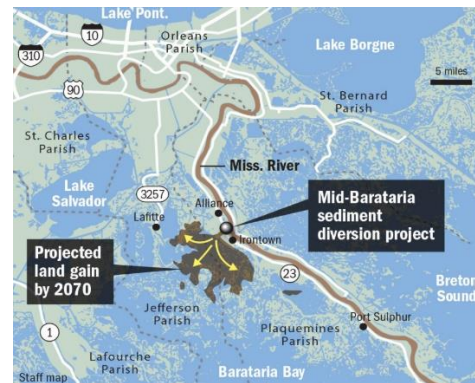 Lake Pont.
Orleans
Parish
10
310
Lake Borgne
5 miles
90
St. Bernard
Parish
St. Charles
Parish
Miss. River
Lake
Salvador
3257
Alliance
Mid-Barataria
sediment
diversion project
Lafitte
Irontown
Projected
land gain
by 2070
23
Breton
Sound
Jefferson
Parish
Port Sulphur
Plaquemines
Parish
1
Lafourche
Parish
Staff map
Barataria Bay